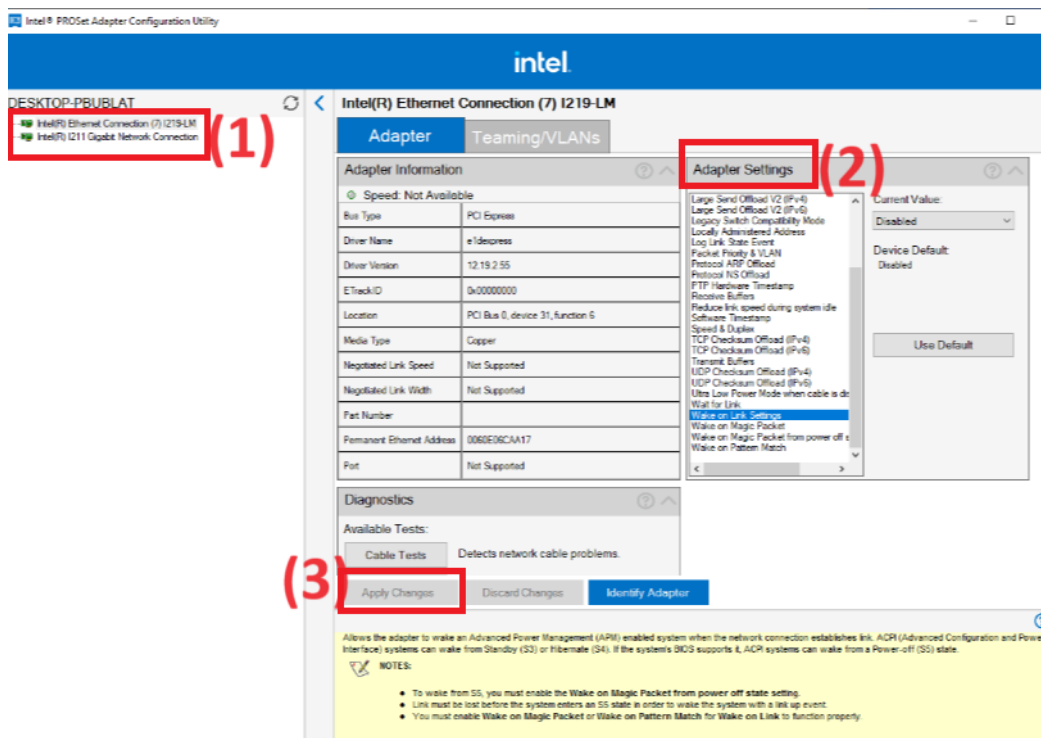 Intel® PROSet Adapter Configuration Utility
intel.
DESKTOP-PBUBLAT
Intel(R) Ethernet Connection (7) I219-LM
Intel(R) I211 Gigabit Network Connection
(1)
Intel(R) Ethernet Connection (7) I219-LM
Adapter
Teaming/VLANs
Adapter Information
Speed: Not Available
Bus Type PCI Express
Driver Name e1dexpress
Driver Version 12.19.2.55
ETrackID 0x00000000
Location PCI Bus 0, device 31, function 6
Media Type Copper
Negotiated Link Speed Not Supported
Negotiated Link Width Not Supported
Part Number
Permanent Ethernet Address 0060E06CAA17
Port Not Supported
Adapter Settings
(2)
Large Send Offload V2 (IPv4)
Large Send Offload V2 (IPv6)
Legacy Switch Compatibility Mode
Locally Administered Address
Log Link State Event
Packet Priority & VLAN
Protocol ARP Offload
Protocol NS Offload
PTP Hardware Timestamp
Receive Buffers
Reduce link speed during system idle
Software Timestamp
Speed & Duplex
TCP Checksum Offload (IPv4)
TCP Checksum Offload (IPv6)
Transmit Buffers
UDP Checksum Offload (IPv4)
UDP Checksum Offload (IPv6)
Ultra Low Power Mode when cable is dis
Wait for Link
Wake on Link Settings
Wake on Magic Packet
Wake on Magic Packet from power off s
Wake on Pattern Match
Current Value:
Disabled
Device Default:
Disabled
Use Default
Diagnostics
Available Tests:
Cable Tests
Detects network cable problems.
(3)
Apply Changes
Discard Changes
Identify Adapter
Allows the adapter to wake an Advanced Power Management (APM) enabled system when the network connection establishes link. ACPI (Advanced Configuration and Powe
Interface) systems can wake from Standby (S3) or Hibernate (S4). If the system's BIOS supports it, ACPI systems can wake from a Power-off (S5) state.
NOTES:
● To wake from S5, you must enable the Wake on Magic Packet from power off state setting.
● Link must be lost before the system enters an S5 state in order to wake the system with a link up event.
● You must enable Wake on Magic Packet or Wake on Pattern Match for Wake on Link to function properly.